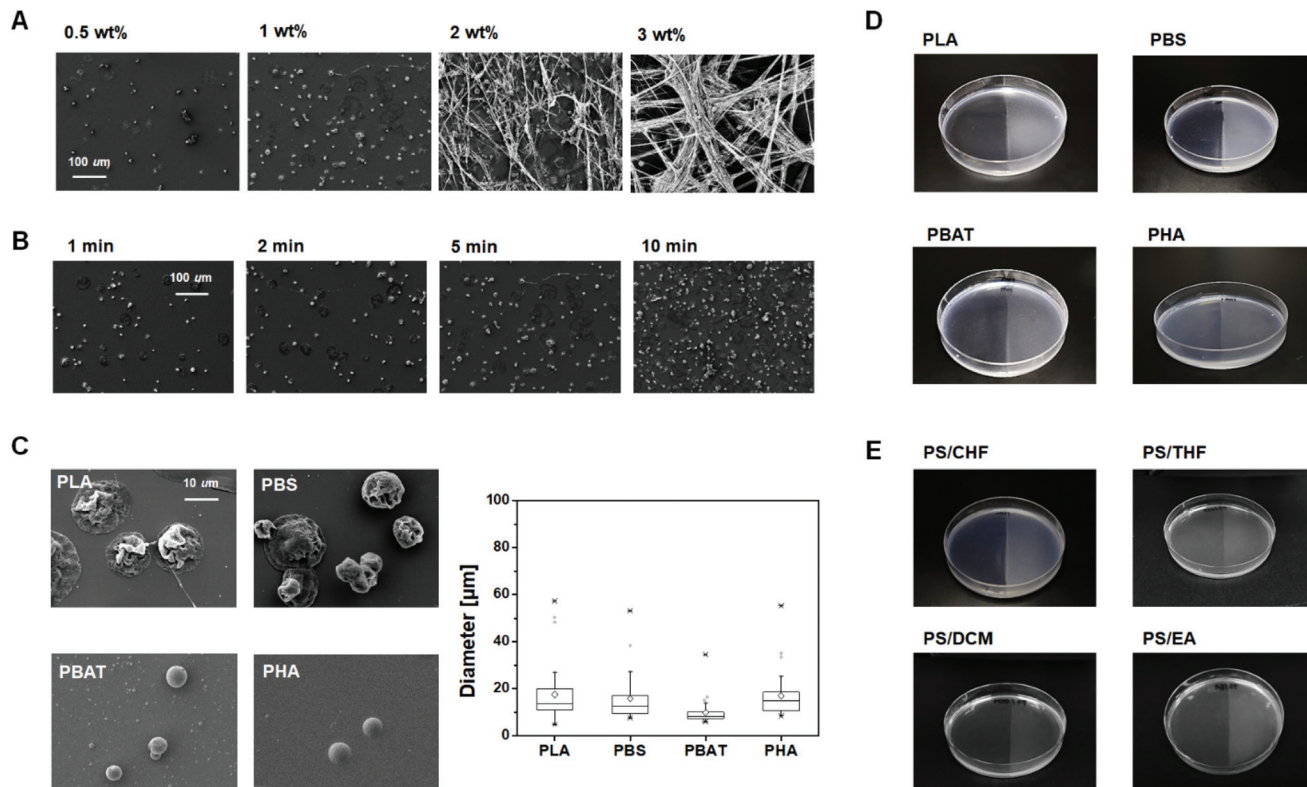 A
0.5 wt%
1 wt%
2 wt%
3 wt%
100 um
B
1 min
2 min
5 min
10 min
100 um
C
PLA
10 um
PBS
PBAT
PHA
Diameter [µm]
100
80
60
40
20
0
PLA
PBS
PBAT
PHA
D
PLA
PBS
PBAT
PHA
E
PS/CHF
PS/THF
PS/DCM
PS/EA